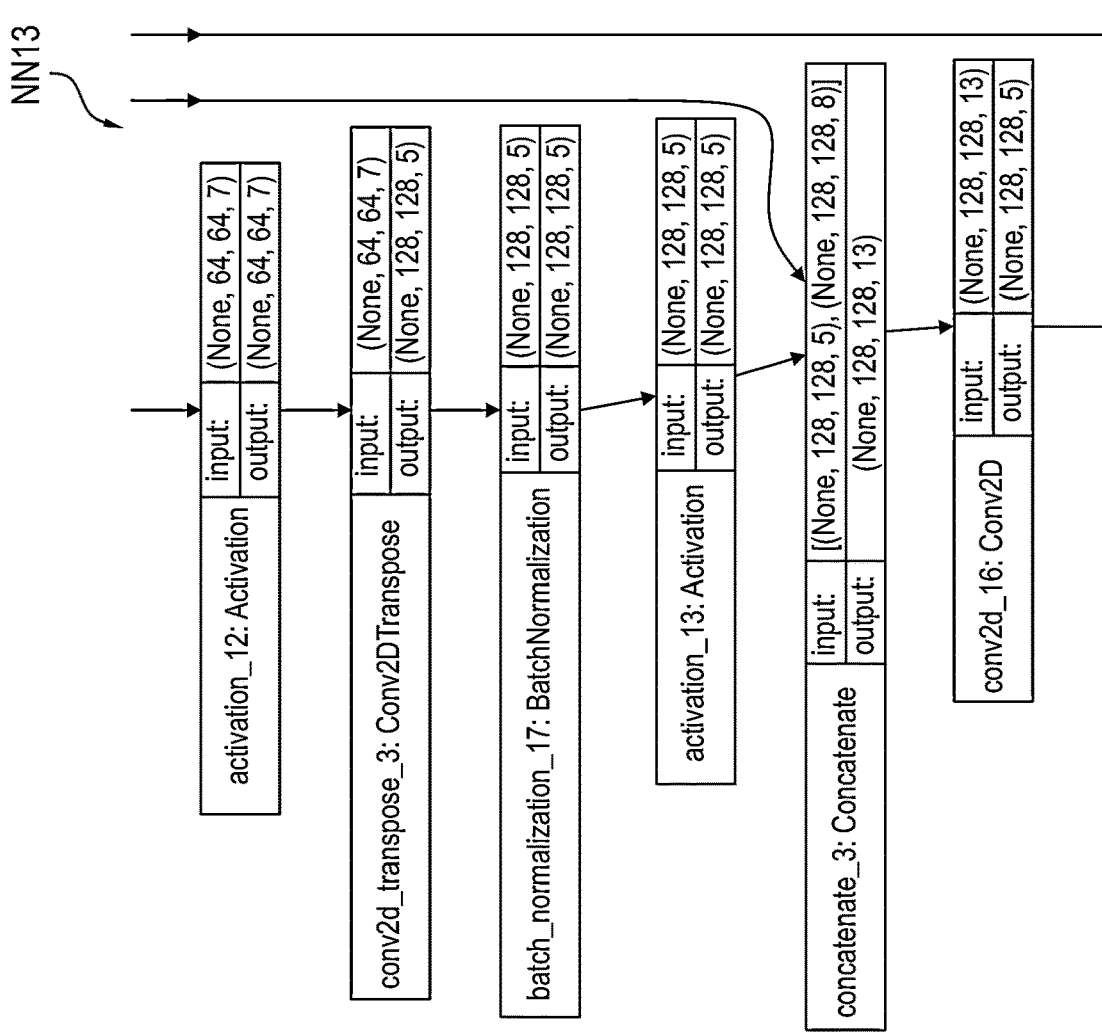 NN13
activation_12: Activation
input:
(None, 64, 64, 7)
output:
(None, 64, 64, 7)
conv2d_transpose_3: Conv2DTranspose
input:
(None, 64, 64, 7)
output:
(None, 128, 128, 5)
batch_normalization_17: BatchNormalization
input:
(None, 128, 128, 5)
output:
(None, 128, 128, 5)
activation_13: Activation
input:
(None, 128, 128, 5)
output:
(None, 128, 128, 5)
concatenate_3: Concatenate
input:
[(None, 128, 128, 5), (None, 128, 128, 8)]
output:
(None, 128, 128, 13)
conv2d_16: Conv2D
input:
(None, 128, 128, 13)
output:
(None, 128, 128, 5)